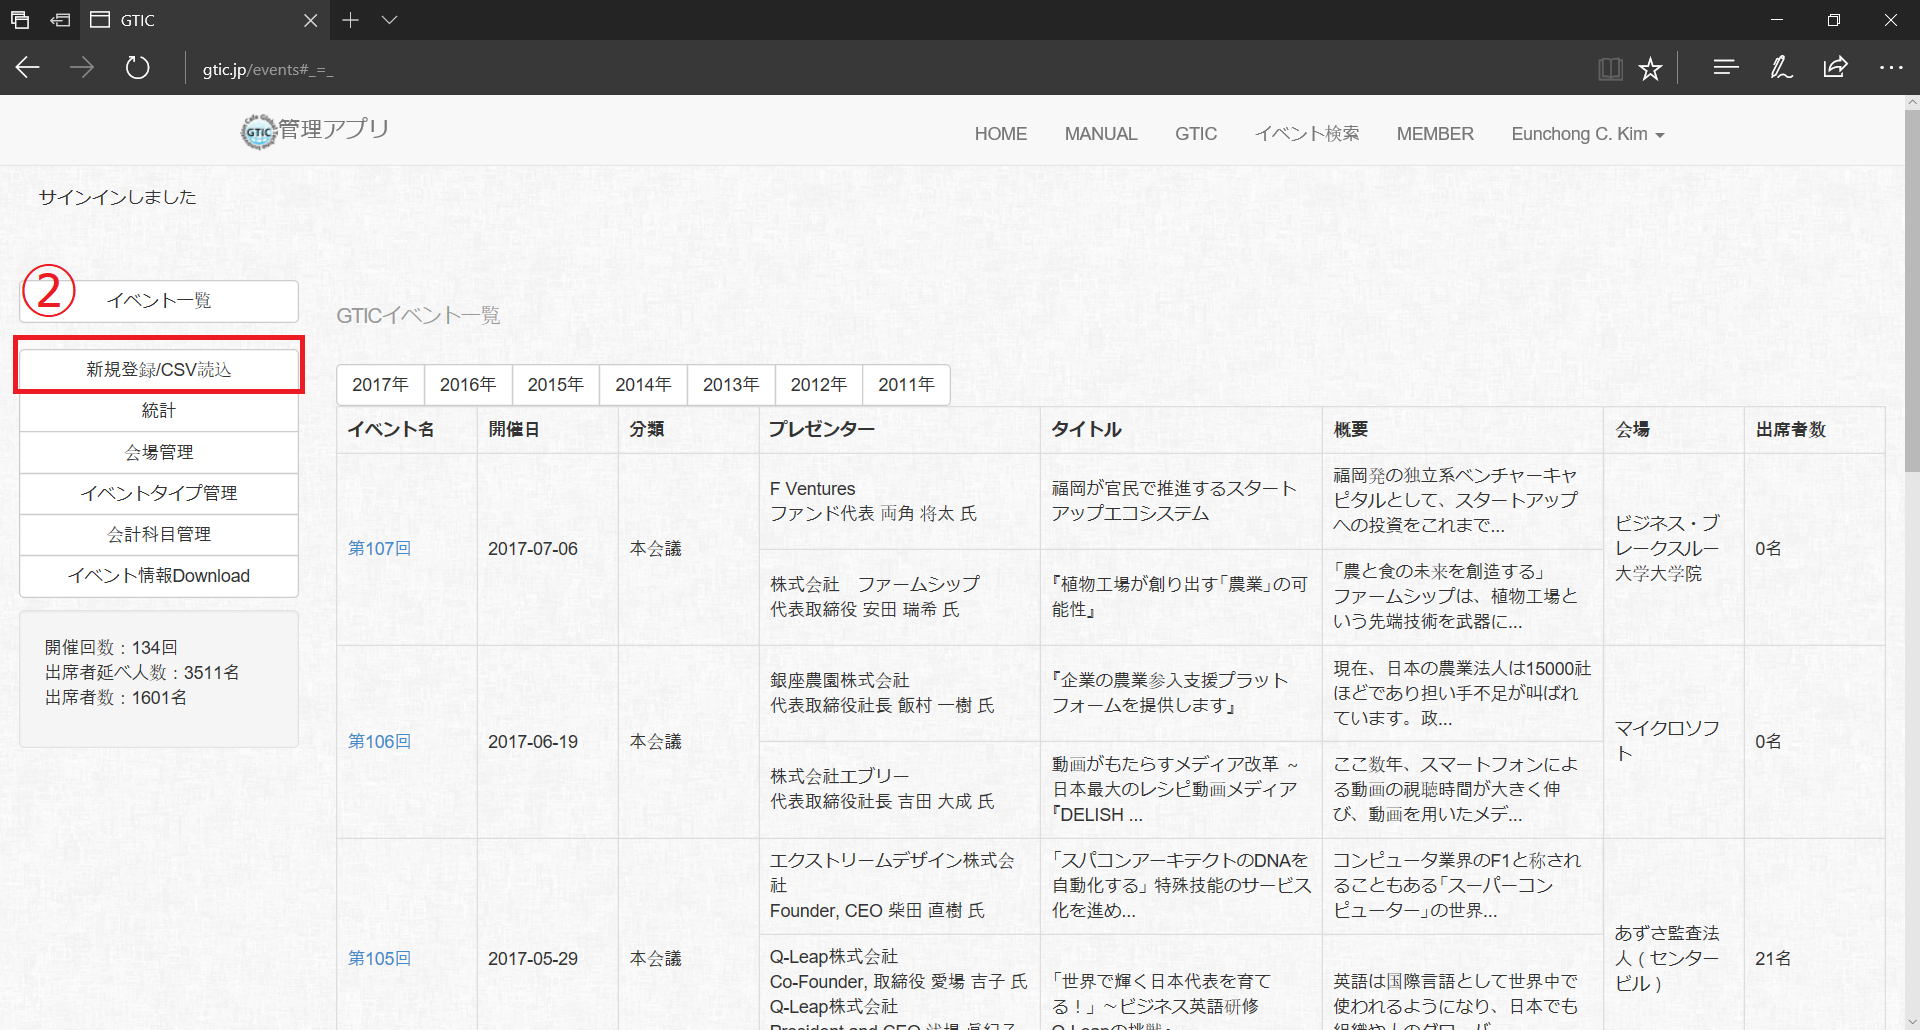 GTIC
gtic.jp/events#_=_
GTIC
管理アプリ
HOME MANUAL GTIC イベント検索 MEMBER Eunchong C. Kim
サインインしました
②
イベント一覧
新規登録/CSV読込
統計
会場管理
イベントタイプ管理
会計科目管理
イベント情報Download
開催回数：134回
出席者延べ人数：3511名
出席者数：1601名
GTICイベント一覧
2017年 2016年 2015年 2014年 2013年 2012年 2011年
イベント名 開催日 分類 プレゼンター タイトル 概要 会場 出席者数
第107回
2017-07-06
本会議
F Ventures
ファンド代表 両角 将太 氏
福岡が官民で推進するスタート
アップエコシステム
福岡発の独立系ベンチャーキャ
ピタルとして、スタートアップ
への投資をこれまで...
株式会社　ファームシップ
代表取締役 安田 瑞希 氏
『植物工場が創り出す「農業」の可
能性』
「農と食の未来を創造する」
ファームシップは、植物工場と
いう先端技術を武器に...
ビジネス・ブ
レークスルー
大学大学院
0名
第106回
2017-06-19
本会議
銀座農園株式会社
代表取締役社長 飯村 一樹 氏
『企業の農業参入支援プラット
フォームを提供します』
現在、日本の農業法人は15000社
ほどであり担い手不足が叫ばれ
ています。政...
株式会社エブリー
代表取締役社長 吉田 大成 氏
動画がもたらすメディア改革 ～
日本最大のレシピ動画メディア
『DELISH ...
ここ数年、スマートフォンによ
る動画の視聴時間が大きく伸
び、動画を用いたメデ...
マイクロソフ
ト
0名
第105回
2017-05-29
本会議
エクストリームデザイン株式会
社
Founder, CEO 柴田 直樹 氏
「スパコンアーキテクトのDNAを
自動化する」 特殊技能のサービス
化を進め...
コンピュータ業界のF1と称され
ることもある「スーパーコン
ピューター」の世界...
Q-Leap株式会社
Co-Founder, 取締役 愛場 吉子 氏
Q-Leap株式会社
President and CEO 浅場 眞紀子
「世界で輝く日本代表を育て
る！」～ビジネス英語研修
Q-Leapの挑戦～
英語は国際言語として世界中で
使われるようになり、日本でも
組織や人のグローバ...
あずさ監査法
人（センター
ビル）
21名